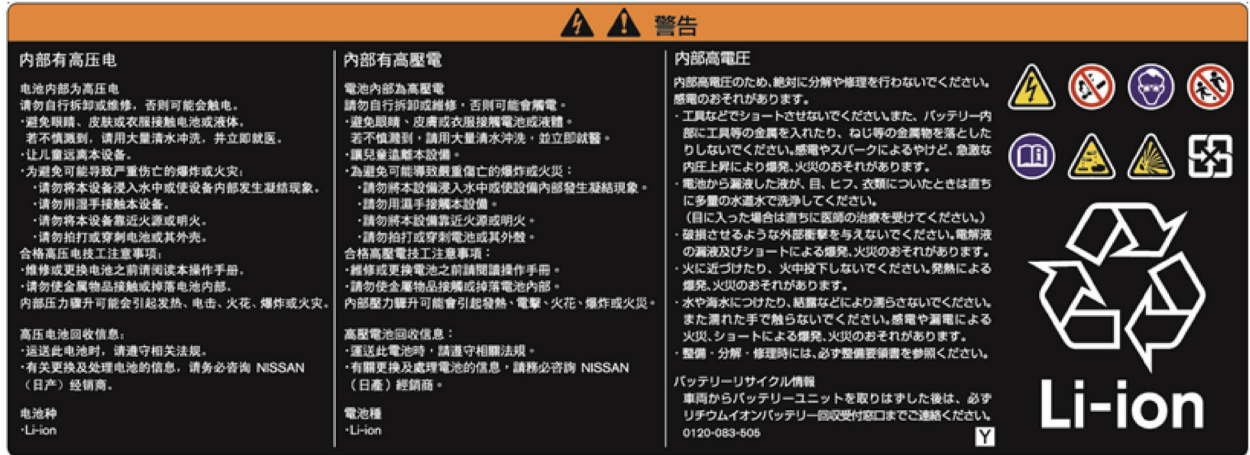 警告
内部有高压电
电池内部为高压电
请勿自行拆卸或维修，否则可能会触电。
·避免眼睛、皮肤或衣服接触电池或液体。
若不慎溅到，请用大量清水冲洗，并立即就医。
·让儿童远离本设备。
·为避免可能导致严重伤亡的爆炸或火灾：
·请勿将本设备浸入水中或使设备内部发生凝结现象。
·请勿用湿手接触本设备。
·请勿将本设备靠近火源或明火。
·请勿拍打或穿刺电池或其外壳。
合格高压电技工注意事项：
·维修或更换电池之前请阅读本操作手册。
·请勿使金属物品接触或掉落电池内部。
内部压力骤升可能会引起发热、电击、火花、爆炸或火灾。
高压电池回收信息：
·运送此电池时，请遵守相关法规。
·有关更换及处理电池的信息，请务必咨询 NISSAN
（日产）经销商。
电池种
·Li-ion
內部有高壓電
電池內部為高壓電
請勿自行拆卸或維修，否則可能會觸電。
·避免眼睛、皮膚或衣服接觸電池或液體。
若不慎濺到，請用大量清水沖洗，並立即就醫。
·讓兒童遠離本設備。
·為避免可能導致嚴重傷亡的爆炸或火災：
·請勿將本設備浸入水中或使設備內部發生凝結現象。
·請勿用濕手接觸本設備。
·請勿將本設備靠近火源或明火。
·請勿拍打或穿刺電池或其外殼。
合格高壓電技工注意事項：
·維修或更換電池之前請閱讀操作手冊。
·請勿使金屬物品接觸或掉落電池內部。
內部壓力驟升可能會引起發熱、電擊、火花、爆炸或火災。
高壓電池回收信息：
·運送此電池時，請遵守相關法規。
·有關更換及處理電池的信息，請務必咨詢 NISSAN
（日產）經銷商。
電池種
·Li-ion
内部高電圧
内部高電圧のため、絶対に分解や修理を行わないでください。
感電のおそれがあります。
・工具などでショートさせないでください。また、バッテリー内
部に工具等の金属を入れたり、ねじ等の金属物を落とした
りしないでください。感電やスパークによるやけど、急激な
内圧上昇により爆発、火災のおそれがあります。
・電池から漏液した液が、目、ヒフ、衣類についたときは直ち
に多量の水道水で洗浄してください。
（目に入った場合は直ちに医師の治療を受けてください。）
・破損させるような外部衝撃を与えないでください。電解液
の漏液及びショートによる爆発、火災のおそれがあります。
・火に近づけたり、火中投下しないでください。発熱による
爆発、火災のおそれがあります。
・水や海水につけたり、結露などにより濡らさないでください。
また濡れた手で触らないでください。感電や漏電による
火災、ショートによる爆発、火災のおそれがあります。
・整備・分解・修理時には、必ず整備要領書を参照ください。
バッテリーリサイクル情報
車両からバッテリーユニットを取りはずした後は、必ず
リチウムイオンバッテリー回収受付窓口までご連絡ください。
0120-083-505
Y
Li-ion